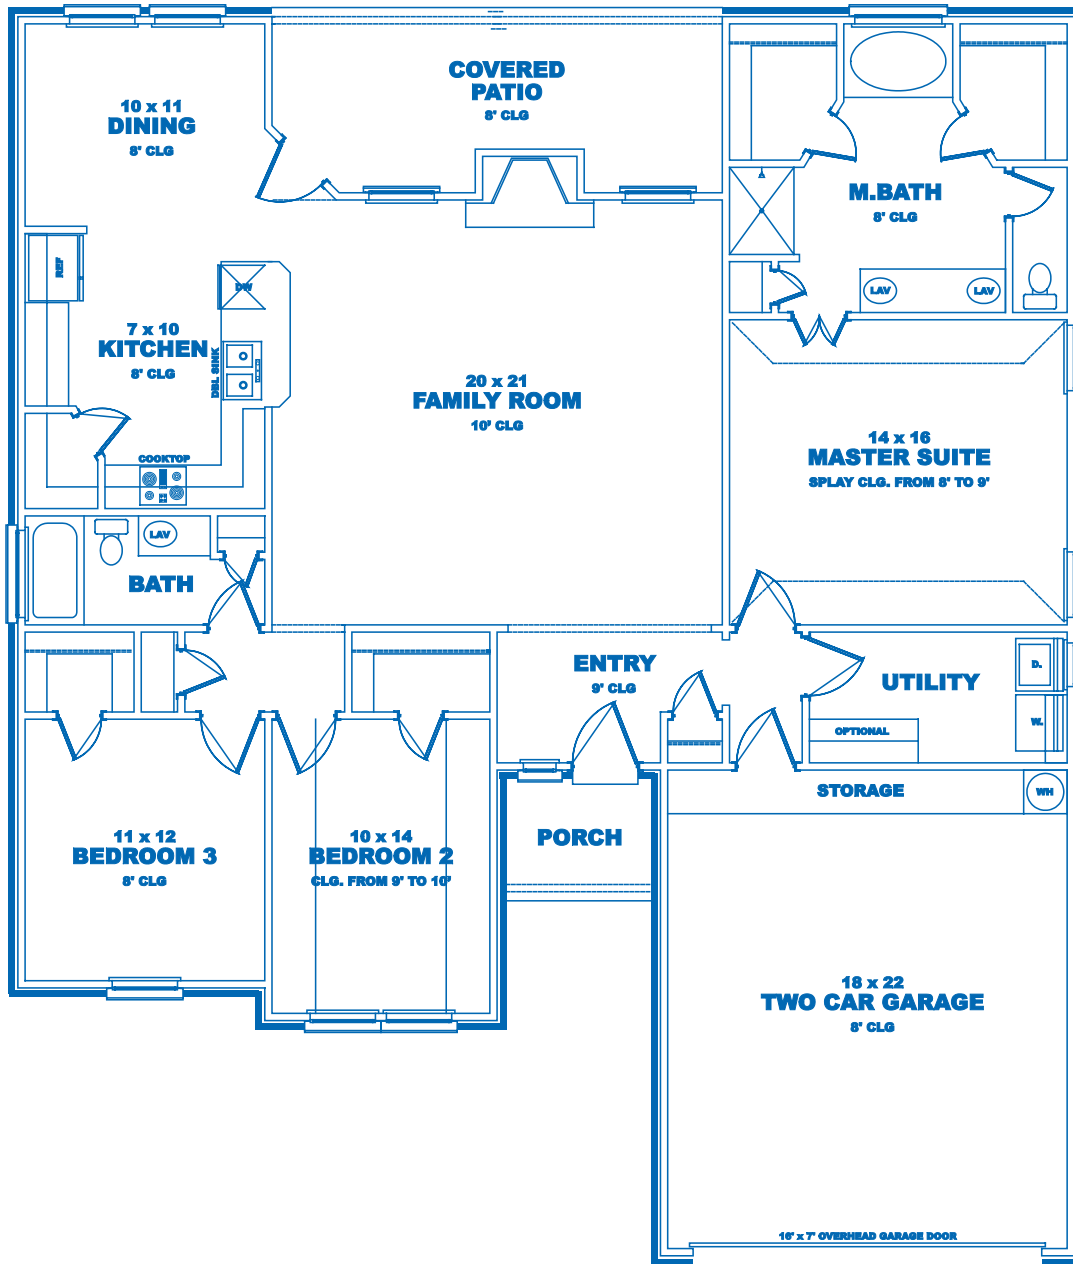 COVERED
PATIO
8' CLG
10 x 11
DINING
8' CLG
M.BATH
8' CLG
REF
DW
LAV
LAV
7 x 10
KITCHEN
8' CLG
DBL SINK
20 x 21
FAMILY ROOM
10' CLG
14 x 16
MASTER SUITE
SPLAY CLG. FROM 8' TO 9'
COOKTOP
LAV
BATH
ENTRY
9' CLG
UTILITY
D.
W.
OPTIONAL
STORAGE
WH
PORCH
11 x 12
BEDROOM 3
8' CLG
10 x 14
BEDROOM 2
CLG. FROM 9' TO 10'
18 x 22
TWO CAR GARAGE
8' CLG
16' x 7' OVERHEAD GARAGE DOOR